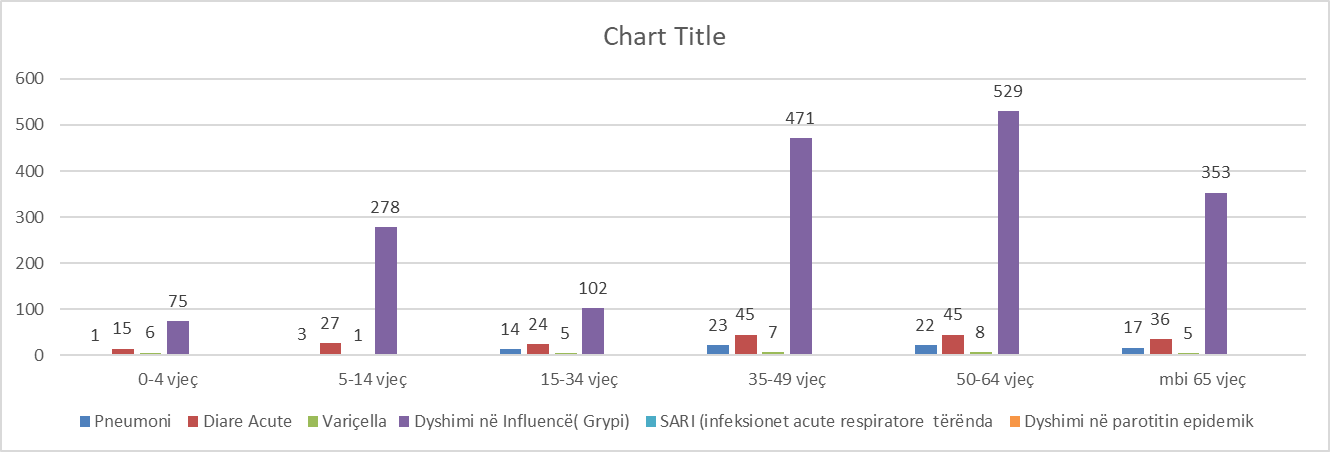 Chart Title
600
500
400
300
200
100
0
1 15 6 75
3 27 1 278
14 24 5 102
23 45 7 471
22 45 8 529
17 36 5 353
0-4 vjeç 5-14 vjeç 15-34 vjeç 35-49 vjeç 50-64 vjeç mbi 65 vjeç
Pneumoni Diare Acute Variçella Dyshimi në Influencë( Grypi) SARI (infeksionet acute respiratore tërënda Dyshimi në parotitin epidemik